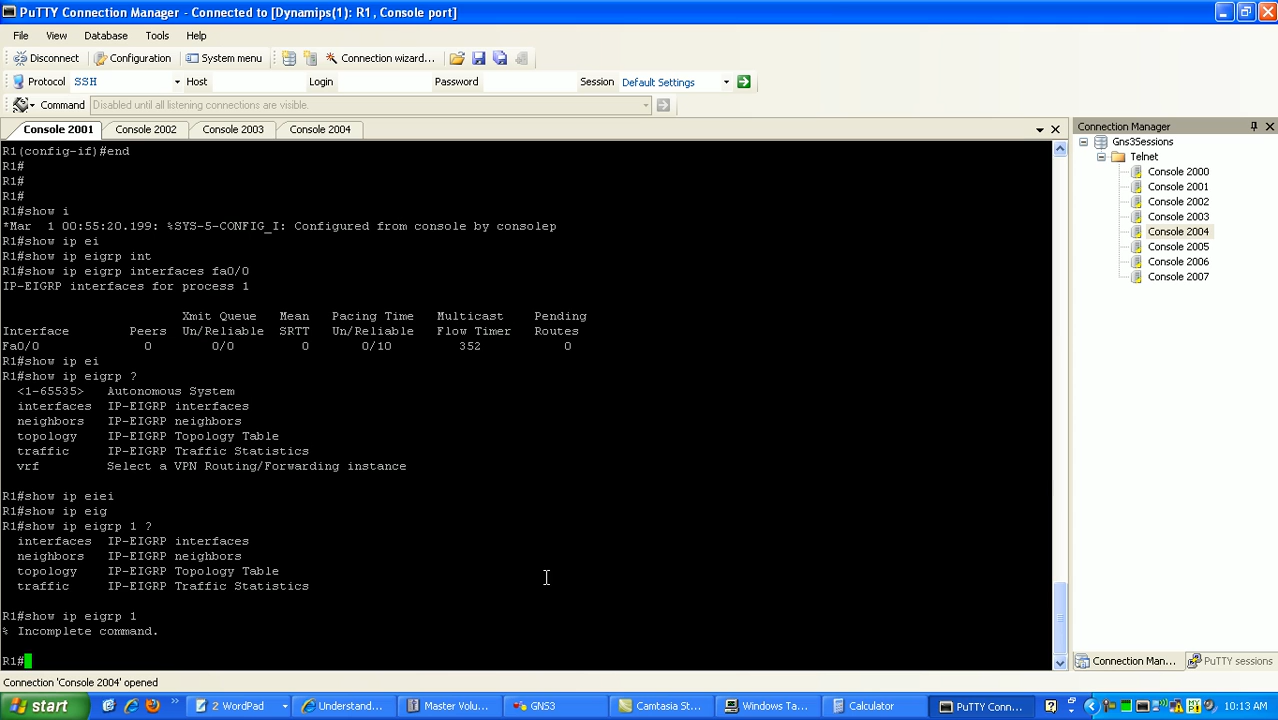 PuTTY Connection Manager - Connected to [Dynamips(1): R1 , Console port]
File View Database Tools Help
Disconnect Configuration System menu Connection wizard...
Protocol SSH Host Login Password Session Default Settings
Command Disabled until all listening connections are visible.
Console 2001 Console 2002 Console 2003 Console 2004
R1(config-if)#end
R1#
R1#
R1#
R1#show i
*Mar  1 00:55:20.199: %SYS-5-CONFIG_I: Configured from console by consolep
R1#show ip ei
R1#show ip eigrp int
R1#show ip eigrp interfaces fa0/0
IP-EIGRP interfaces for process 1
Xmit Queue Mean Pacing Time Multicast Pending
Interface Peers Un/Reliable SRTT Un/Reliable Flow Timer Routes
Fa0/0 0 0/0 0 0/10 352 0
R1#show ip ei
R1#show ip eigrp ?
<1-65535> Autonomous System
interfaces IP-EIGRP interfaces
neighbors IP-EIGRP neighbors
topology IP-EIGRP Topology Table
traffic IP-EIGRP Traffic Statistics
vrf Select a VPN Routing/Forwarding instance
R1#show ip eiei
R1#show ip eig
R1#show ip eigrp 1 ?
interfaces IP-EIGRP interfaces
neighbors IP-EIGRP neighbors
topology IP-EIGRP Topology Table
traffic IP-EIGRP Traffic Statistics
R1#show ip eigrp 1
% Incomplete command.
R1#
Connection Manager
Gns3Sessions
Telnet
Console 2000
Console 2001
Console 2002
Console 2003
Console 2004
Console 2005
Console 2006
Console 2007
Connection Man... PuTTY sessions
Connection 'Console 2004' opened
start 2 WordPad Understand... Master Volu... GNS3 Camtasia St... Windows Ta... Calculator PuTTY Conn... 10:13 AM